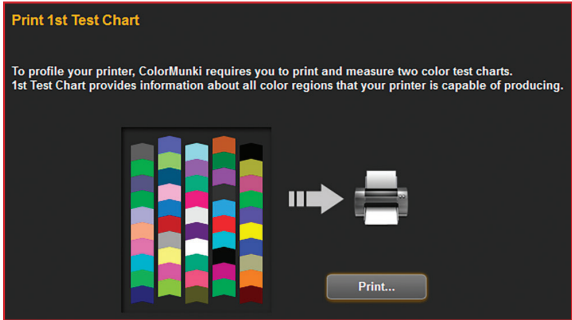 Print 1st Test Chart
To profile your printer, ColorMunki requires you to print and measure two color test charts.
1st Test Chart provides information about all color regions that your printer is capable of producing.
Print...